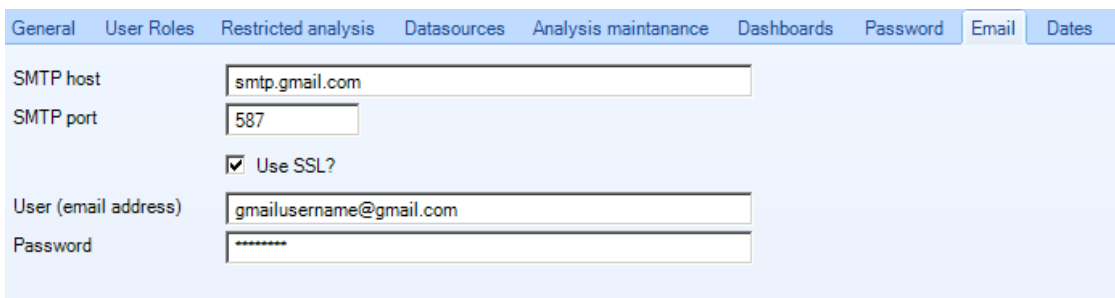 General User Roles Restricted analysis Datasources Analysis maintanance Dashboards Password Email Dates
SMTP host smtp.gmail.com
SMTP port 587
Use SSL?
User (email address) gmailusername@gmail.com
Password ********